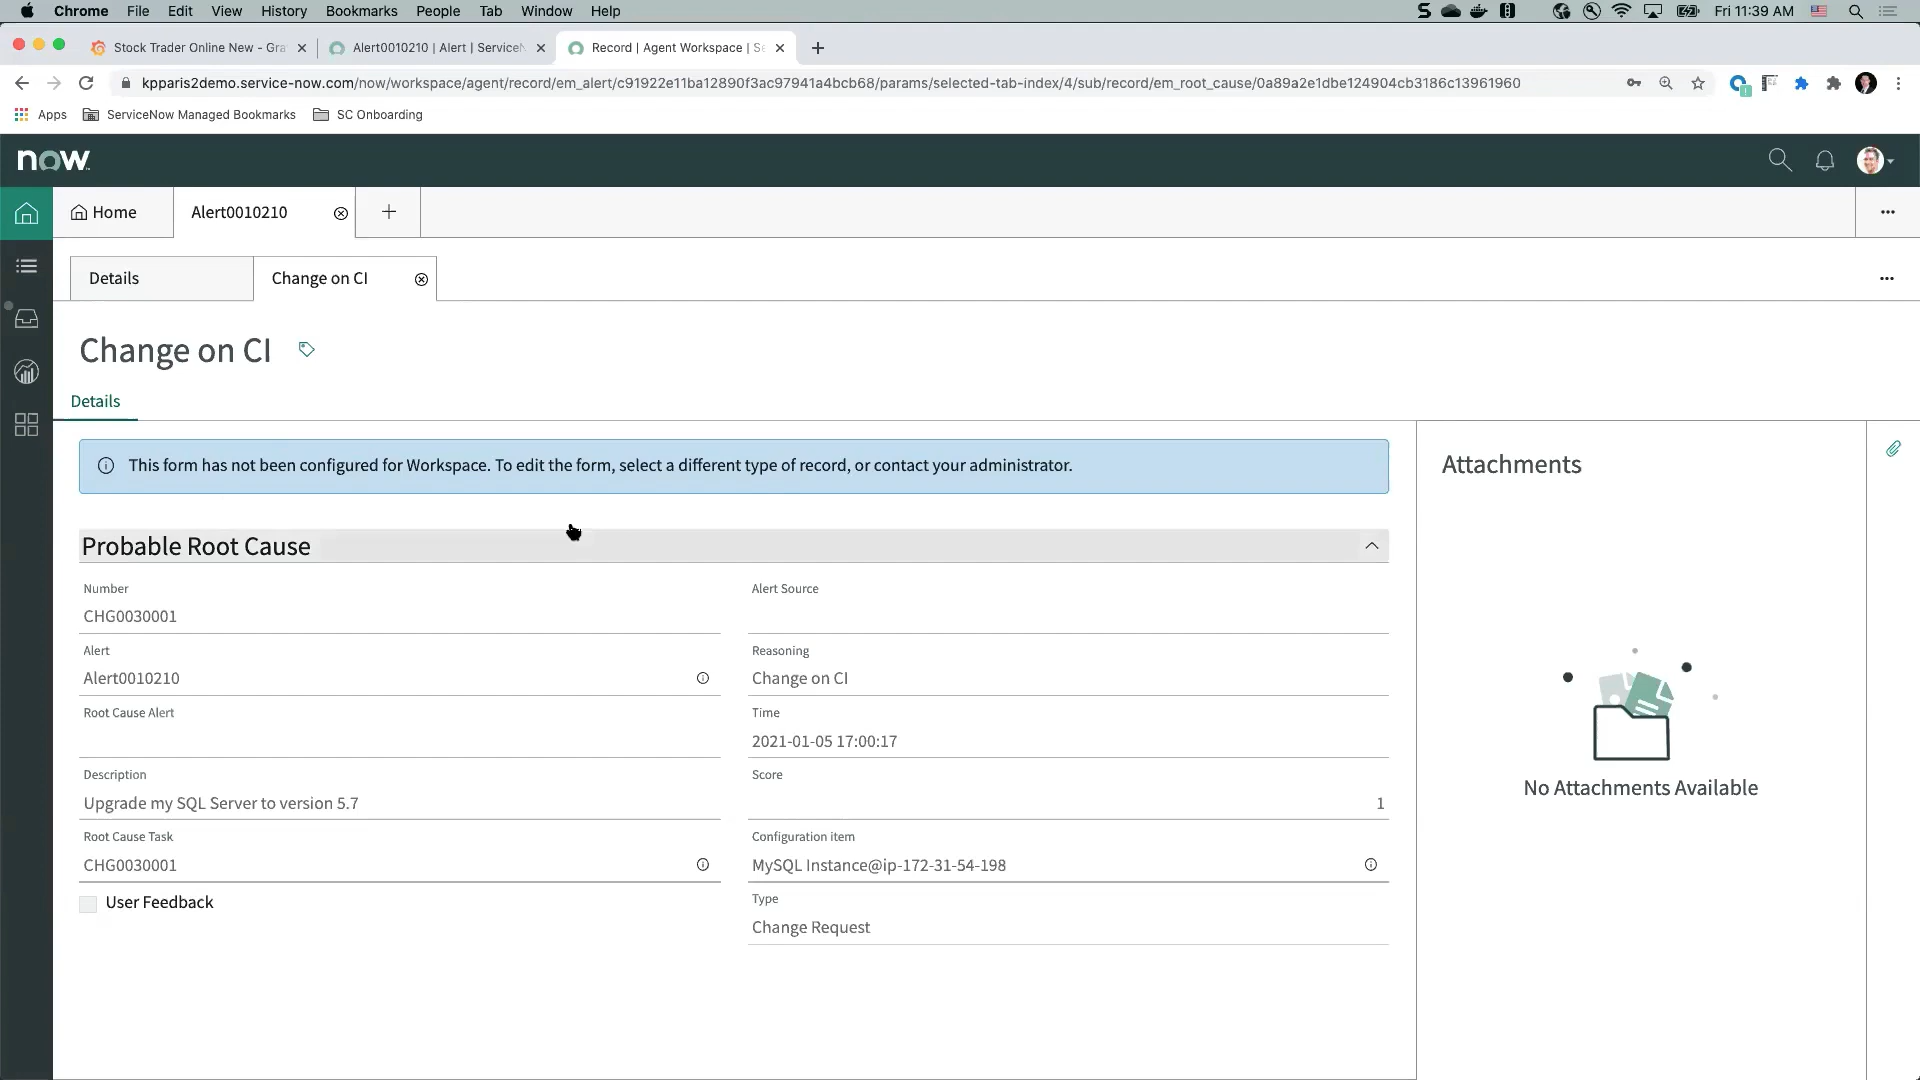 Chrome File Edit View History Bookmarks People Tab Window Help Fri 11:39 AM
Stock Trader Online New - Gra
Alert0010210 | Alert | ServiceN
Record | Agent Workspace | Se
kpparis2demo.service-now.com/now/workspace/agent/record/em_alert/c91922e11ba12890f3ac97941a4bcb68/params/selected-tab-index/4/sub/record/em_root_cause/0a89a2e1dbe124904cb3186c13961960
Apps ServiceNow Managed Bookmarks SC Onboarding
now
Home
Alert0010210
Details
Change on CI
Change on CI
Details
This form has not been configured for Workspace. To edit the form, select a different type of record, or contact your administrator.
Probable Root Cause
Number
CHG0030001
Alert
Alert0010210
Root Cause Alert
Description
Upgrade my SQL Server to version 5.7
Root Cause Task
CHG0030001
User Feedback
Alert Source
Reasoning
Change on CI
Time
2021-01-05 17:00:17
Score
1
Configuration item
MySQL Instance@ip-172-31-54-198
Type
Change Request
Attachments
No Attachments Available